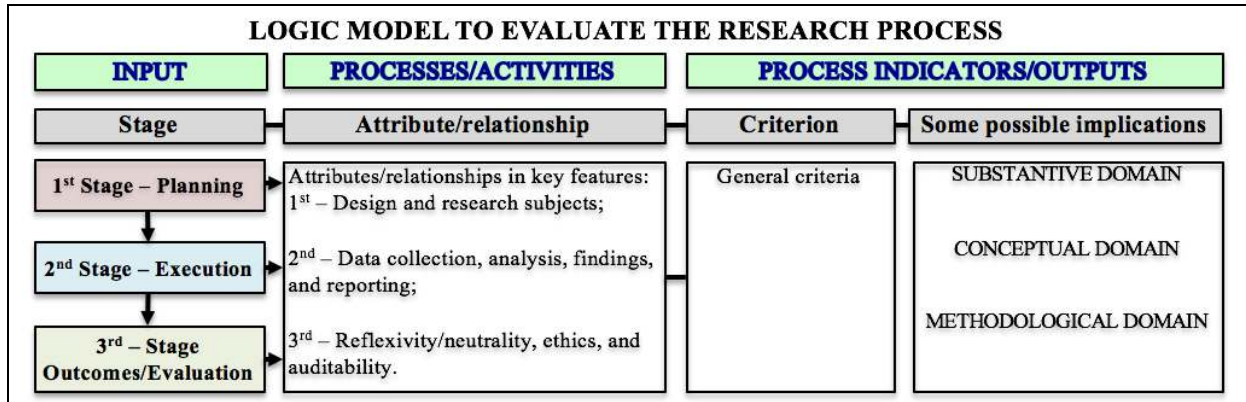 LOGIC MODEL TO EVALUATE THE RESEARCH PROCESS
INPUT
PROCESSES/ACTIVITIES
PROCESS INDICATORS/OUTPUTS
Stage
Attribute/relationship
Criterion
Some possible implications
1st Stage – Planning
2nd Stage – Execution
3rd – Stage
Outcomes/Evaluation
Attributes/relationships in key features:
1st – Design and research subjects;
2nd – Data collection, analysis, findings,
and reporting;
3rd – Reflexivity/neutrality, ethics, and
auditability.
General criteria
SUBSTANTIVE DOMAIN
CONCEPTUAL DOMAIN
METHODOLOGICAL DOMAIN